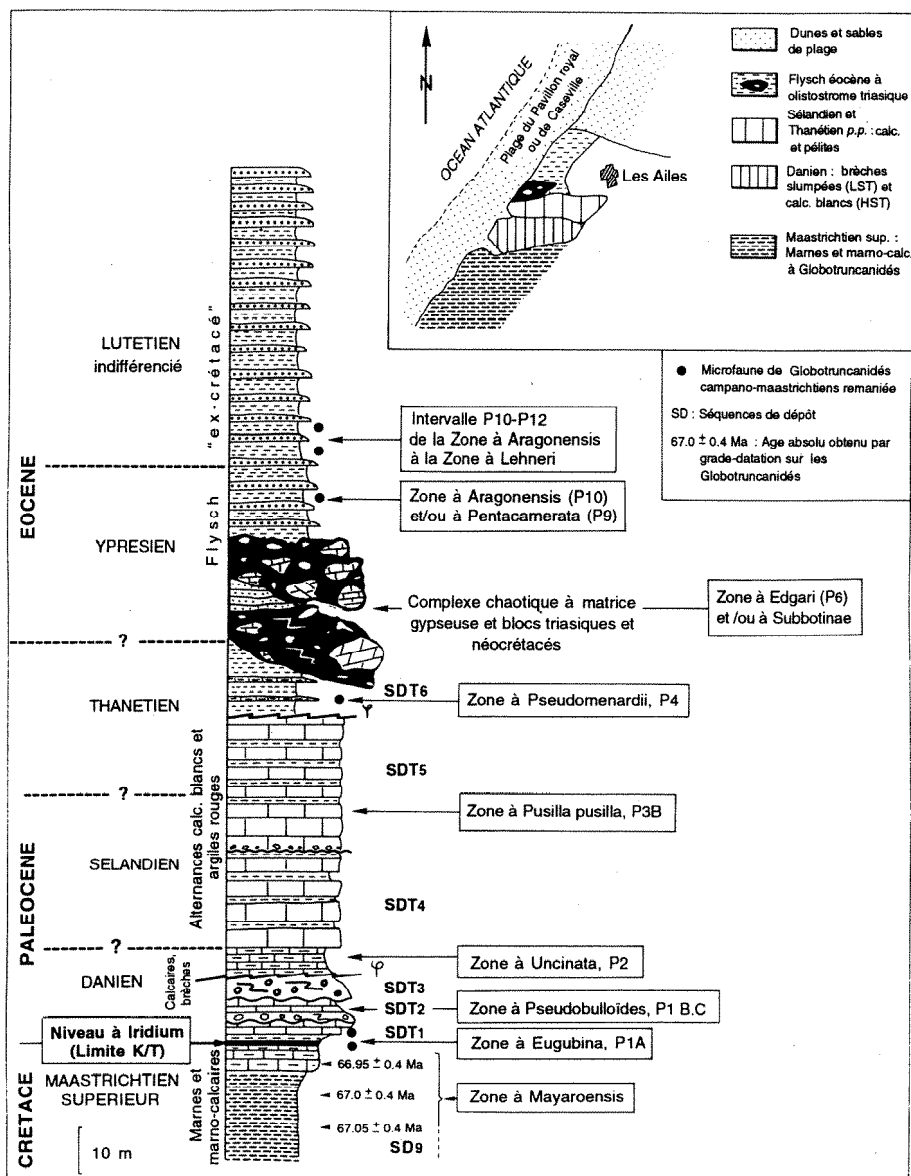 N
OCEAN ATLANTIQUE
Plage du Pavillon royal
ou de Caseville
Les Ailes
Dunes et sables
de plage
Flysch éocène à
olistostrome triasique
Sélandien et
Thanétien p.p. : calc.
et pélites
Danien : brèches
slumpées (LST) et
calc. blancs (HST)
Maastrichtien sup. :
Marnes et marno-calc.
à Globotruncanidés
Microfaune de Globotruncanidés
campano-maastrichtiens remaniée
SD : Séquences de dépôt
67.0 ± 0.4 Ma : Age absolu obtenu par
grade-datation sur les
Globotruncanidés
EOCENE
LUTETIEN
indifférencié
Flysch "ex-crétacé"
Intervalle P10-P12
de la Zone à Aragonensis
à la Zone à Lehneri
Zone à Aragonensis (P10)
et/ou à Pentacamerata (P9)
YPRESIEN
Complexe chaotique à matrice
gypseuse et blocs triasiques et
néocrétacés
Zone à Edgari (P6)
et /ou à Subbotinae
?
PALEOCENE
THANETIEN
SDT6
φ
Zone à Pseudomenardii, P4
Alternances calc. blancs et
argiles rouges
SDT5
?
Zone à Pusilla pusilla, P3B
SELANDIEN
SDT4
?
DANIEN
Calcaires,
brèches
Zone à Uncinata, P2
φ
SDT3
SDT2
Zone à Pseudobulloïdes, P1 B.C
SDT1
Niveau à Iridium
(Limite K/T)
Zone à Eugubina, P1A
CRETACE
MAASTRICHTIEN
SUPERIEUR
Marnes et
marno-calcaires
66.95 ± 0.4 Ma
67.0 ± 0.4 Ma
67.05 ± 0.4 Ma
Zone à Mayaroensis
SD9
10 m